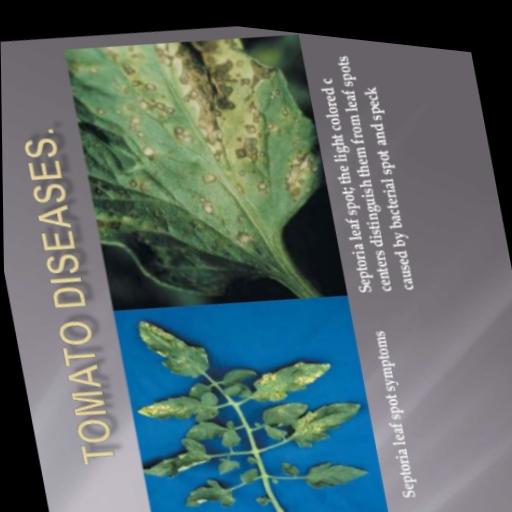 TOMATO DISEASES.
Septoria leaf spot; the light colored c
centers distinguish them from leaf spots
caused by bacterial spot and speck
Septoria leaf spot symptoms